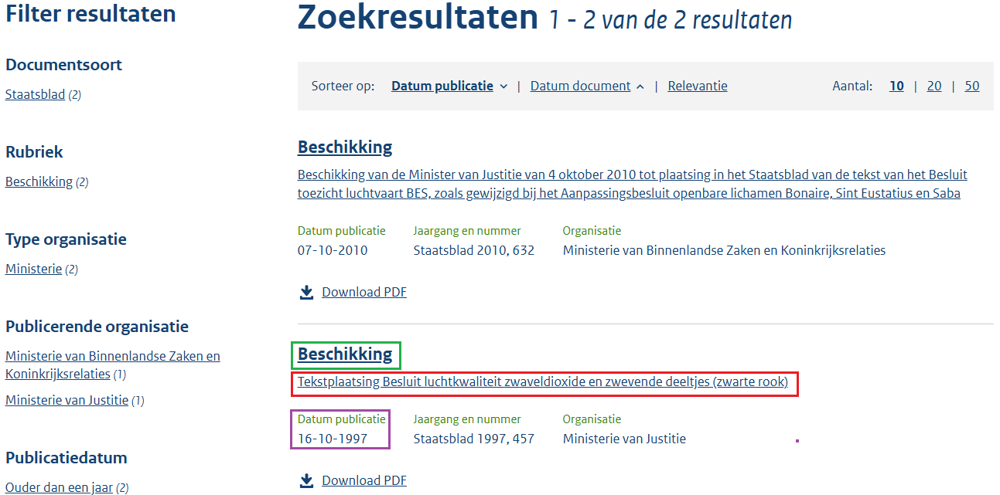 Filter resultaten
Documentsoort
Staatsblad (2)
Rubriek
Beschikking (2)
Type organisatie
Ministerie (2)
Publicerende organisatie
Ministerie van Binnenlandse Zaken en
Koninkrijksrelaties (1)
Ministerie van Justitie (1)
Publicatiedatum
Ouder dan een jaar (2)
Zoekresultaten 1 - 2 van de 2 resultaten
Sorteer op: Datum publicatie | Datum document | Relevantie Aantal: 10 | 20 | 50
Beschikking
Beschikking van de Minister van Justitie van 4 oktober 2010 tot plaatsing in het Staatsblad van de tekst van het Besluit
toezicht luchtvaart BES, zoals gewijzigd bij het Aanpassingsbesluit openbare lichamen Bonaire, Sint Eustatius en Saba
Datum publicatie Jaargang en nummer Organisatie
07-10-2010 Staatsblad 2010, 632 Ministerie van Binnenlandse Zaken en Koninkrijksrelaties
Download PDF
Beschikking
Tekstplaatsing Besluit luchtkwaliteit zwaveldioxide en zwevende deeltjes (zwarte rook)
Datum publicatie Jaargang en nummer Organisatie
16-10-1997 Staatsblad 1997, 457 Ministerie van Justitie
Download PDF